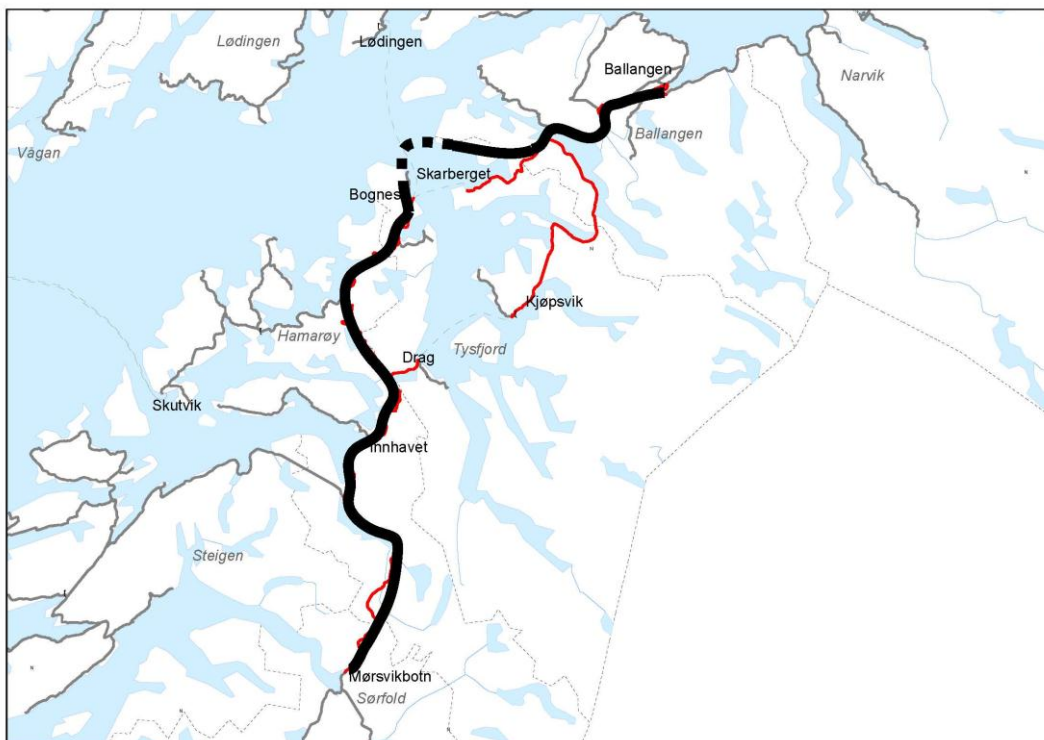 Lødingen
Lødingen
Ballangen
Narvik
Ballangen
Vågan
Skarberget
Bognes
Kjøpsvik
Hamarøy
Drag
Tysfjord
Skutvik
Innhavet
Steigen
Mørsvikbotn
Sørfold